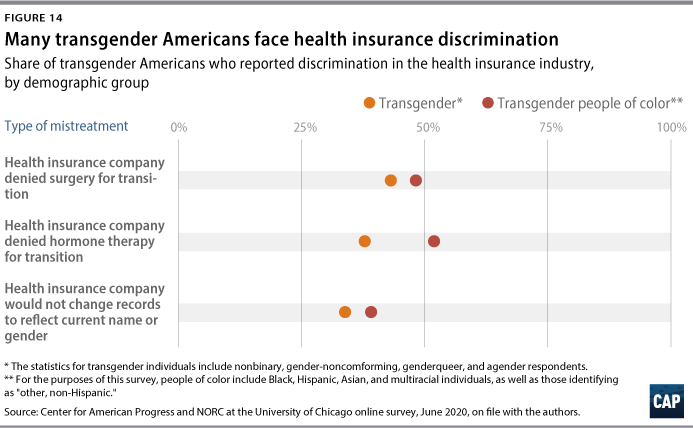 FIGURE 14
Many transgender Americans face health insurance discrimination
Share of transgender Americans who reported discrimination in the health insurance industry,
by demographic group
Transgender* Transgender people of color**
Type of mistreatment 0% 25% 50% 75% 100%
Health insurance company
denied surgery for transi-
tion
Health insurance company
denied hormone therapy
for transition
Health insurance company
would not change records
to reflect current name or
gender
* The statistics for transgender individuals include nonbinary, gender-noncomforming, genderqueer, and agender respondents.
** For the purposes of this survey, people of color include Black, Hispanic, Asian, and multiracial individuals, as well as those identifying
as "other, non-Hispanic."
Source: Center for American Progress and NORC at the University of Chicago online survey, June 2020, on file with the authors.
CAP